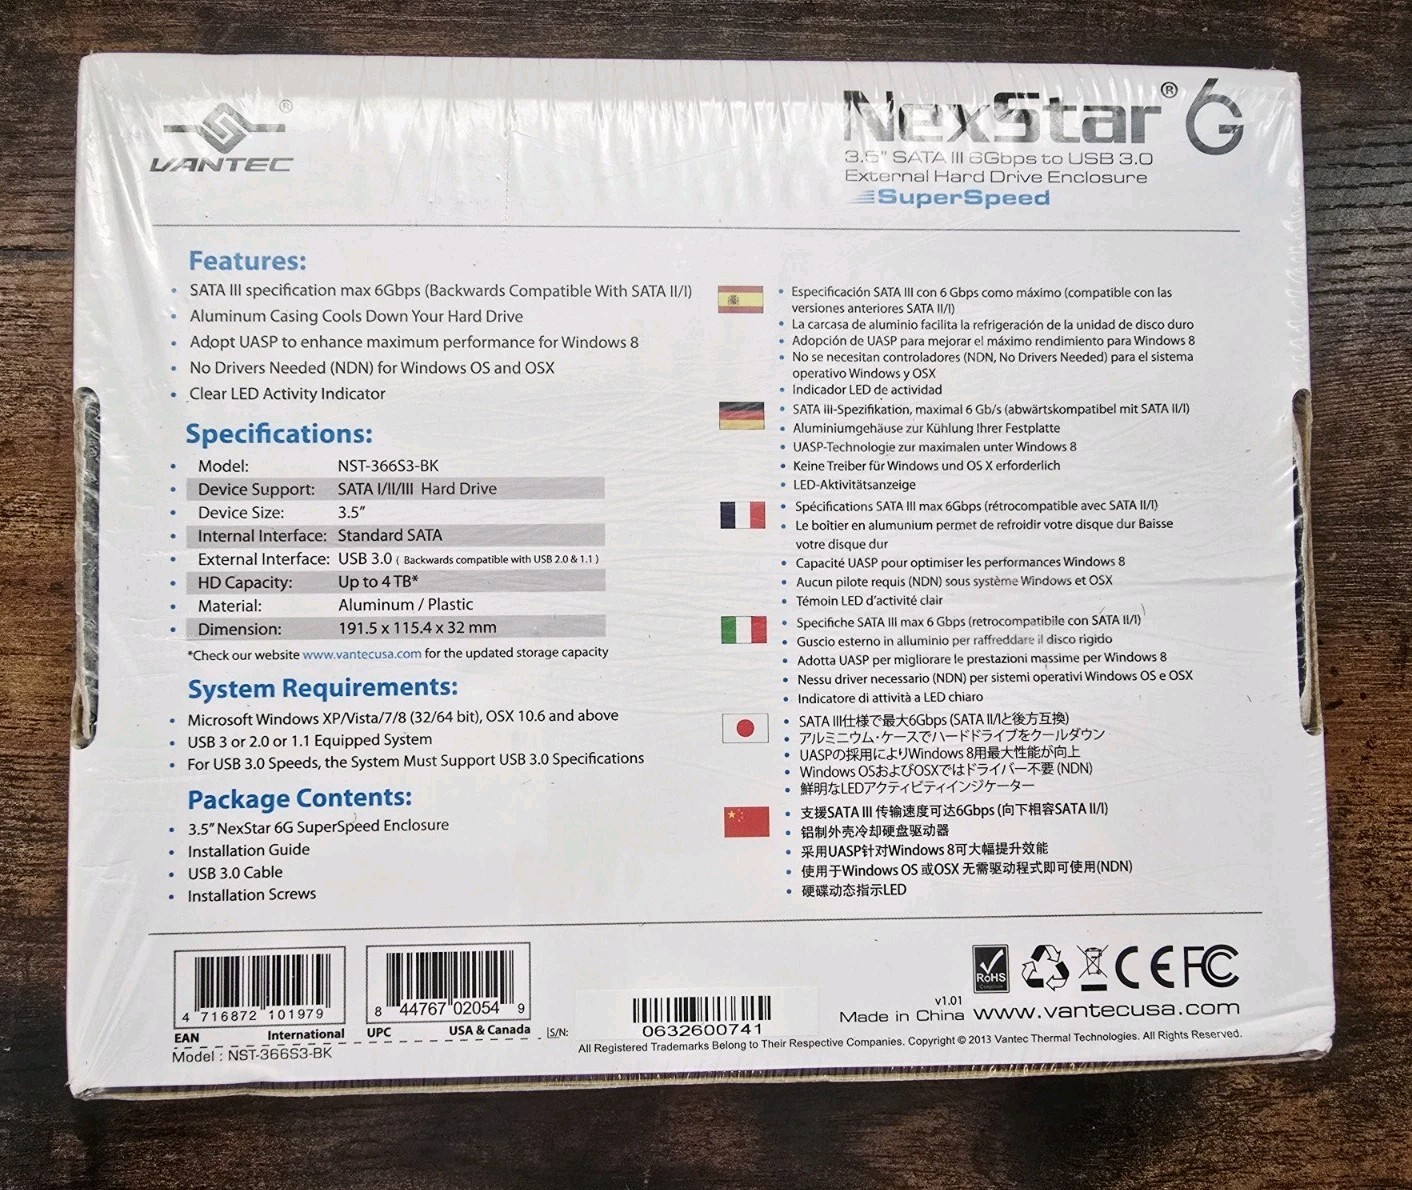 VANTEC®
NexStar® 6G
3.5" SATA III 6Gbps to USB 3.0
External Hard Drive Enclosure
SuperSpeed
Features:
• SATA III specification max 6Gbps (Backwards Compatible With SATA II/I)
• Aluminum Casing Cools Down Your Hard Drive
• Adopt UASP to enhance maximum performance for Windows 8
• No Drivers Needed (NDN) for Windows OS and OSX
• Clear LED Activity Indicator
Specifications:
• Model: NST-366S3-BK
• Device Support: SATA I/II/III Hard Drive
• Device Size: 3.5"
• Internal Interface: Standard SATA
• External Interface: USB 3.0 ( Backwards compatible with USB 2.0 & 1.1 )
• HD Capacity: Up to 4 TB*
• Material: Aluminum / Plastic
• Dimension: 191.5 x 115.4 x 32 mm
*Check our website www.vantecusa.com for the updated storage capacity
System Requirements:
• Microsoft Windows XP/Vista/7/8 (32/64 bit), OSX 10.6 and above
• USB 3 or 2.0 or 1.1 Equipped System
• For USB 3.0 Speeds, the System Must Support USB 3.0 Specifications
Package Contents:
• 3.5" NexStar 6G SuperSpeed Enclosure
• Installation Guide
• USB 3.0 Cable
• Installation Screws
• Especificación SATA III con 6 Gbps como máximo (compatible con las
versiones anteriores SATA II/I)
• La carcasa de aluminio facilita la refrigeración de la unidad de disco duro
• Adopción de UASP para mejorar el máximo rendimiento para Windows 8
• No se necesitan controladores (NDN, No Drivers Needed) para el sistema
operativo Windows y OSX
• Indicador LED de actividad
• SATA III-Spezifikation, maximal 6 Gb/s (abwärtskompatibel mit SATA II/I)
• Aluminiumgehäuse zur Kühlung Ihrer Festplatte
• UASP-Technologie zur maximalen unter Windows 8
• Keine Treiber für Windows und OS X erforderlich
• LED-Aktivitätsanzeige
• Spécifications SATA III max 6Gbps (rétrocompatible avec SATA II/I)
• Le boîtier en alumunium permet de refroidir votre disque dur Baisse
votre disque dur
• Capacité UASP pour optimiser les performances Windows 8
• Aucun pilote requis (NDN) sous système Windows et OSX
• Témoin LED d'activité clair
• Specifiche SATA III max 6 Gbps (retrocompatibile con SATA II/I)
• Guscio esterno in alluminio per raffreddare il disco rigido
• Adotta UASP per migliorare le prestazioni massime per Windows 8
• Nessu driver necessario (NDN) per sistemi operativi Windows OS e OSX
• Indicatore di attività a LED chiaro
• SATA III仕様で最大6Gbps (SATA II/Iと後方互換)
• アルミニウム・ケースでハードドライブをクールダウン
• UASPの採用によりWindows 8用最大性能が向上
• Windows OSおよびOSXではドライバー不要 (NDN)
• 鮮明なLEDアクティビティインジケーター
• 支援SATA III 传输速度可达6Gbps (向下相容SATA II/I)
• 铝制外壳冷却硬盘驱动器
• 采用UASP针对Windows 8可大幅提升效能
• 使用于Windows OS 或OSX 无需驱动程式即可使用(NDN)
• 硬碟动态指示LED
4 716872 101979
EAN International
8 44767 02054 9
UPC USA & Canada
Model : NST-366S3-BK
S/N:
0632600741
RoHS
Compliant
CE FC
v1.01
Made in China www.vantecusa.com
All Registered Trademarks Belong to Their Respective Companies. Copyright © 2013 Vantec Thermal Technologies. All Rights Reserved.